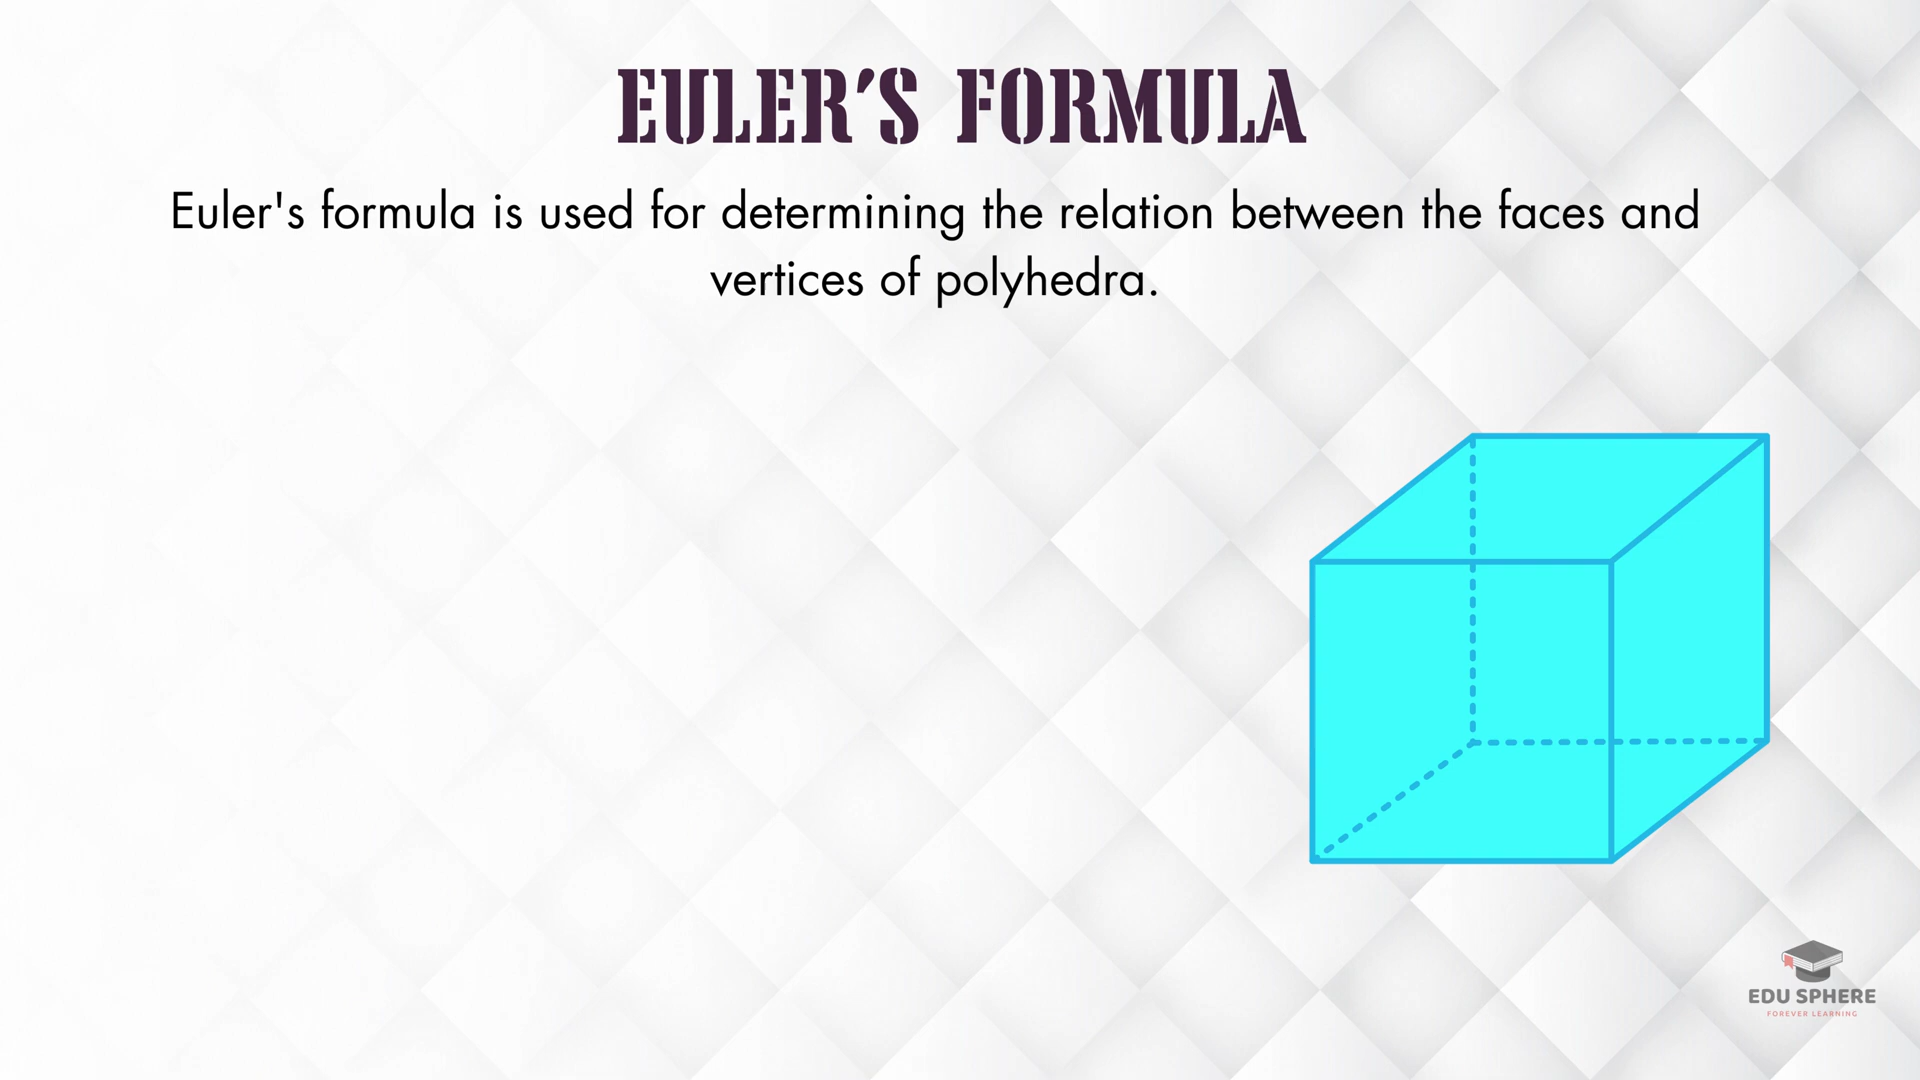 EULER'S FORMULA
Euler's formula is used for determining the relation between the faces and
vertices of polyhedra.
EDU SPHERE
FOREVER LEARNING